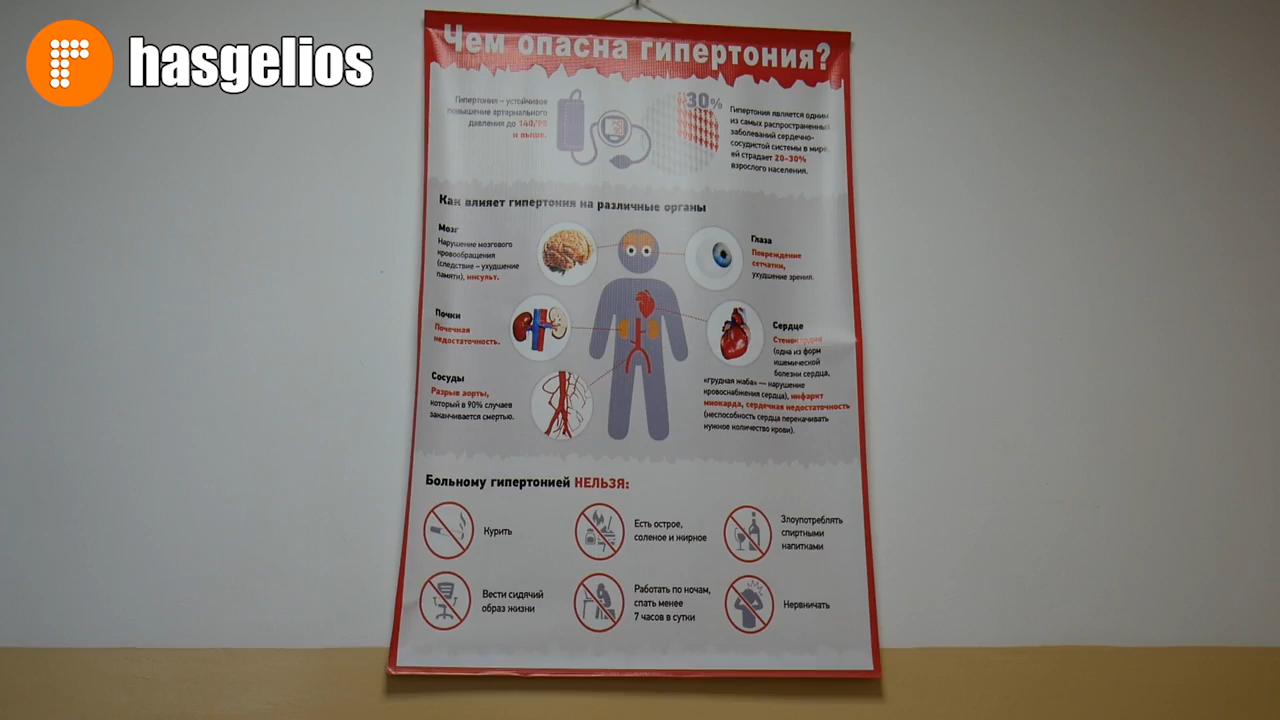 hasgelios
Чем опасна гипертония?
Гипертония – устойчивое
повышение артериального
давления до 140/90
и выше.
30%
Гипертония является одним
из самых распространенных
заболеваний сердечно-
сосудистой системы в мире,
ей страдает 20–30%
взрослого населения.
Как влияет гипертония на различные органы
Мозг
Нарушение мозгового
кровообращения
(следствие – ухудшение
памяти), инсульт.
Глаза
Повреждение
сетчатки,
ухудшение зрения.
Почки
Почечная
недостаточность.
Сердце
Стенокардия
(одна из форм
ишемической
болезни сердца,
«грудная жаба» — нарушение
кровоснабжения сердца), инфаркт
миокарда, сердечная недостаточность
(неспособность сердца перекачивать
нужное количество крови).
Сосуды
Разрыв аорты,
который в 90% случаев
заканчивается смертью.
Больному гипертонией НЕЛЬЗЯ:
Курить
Есть острое,
соленое и жирное
Злоупотреблять
спиртными
напитками
Вести сидячий
образ жизни
Работать по ночам,
спать менее
7 часов в сутки
Нервничать